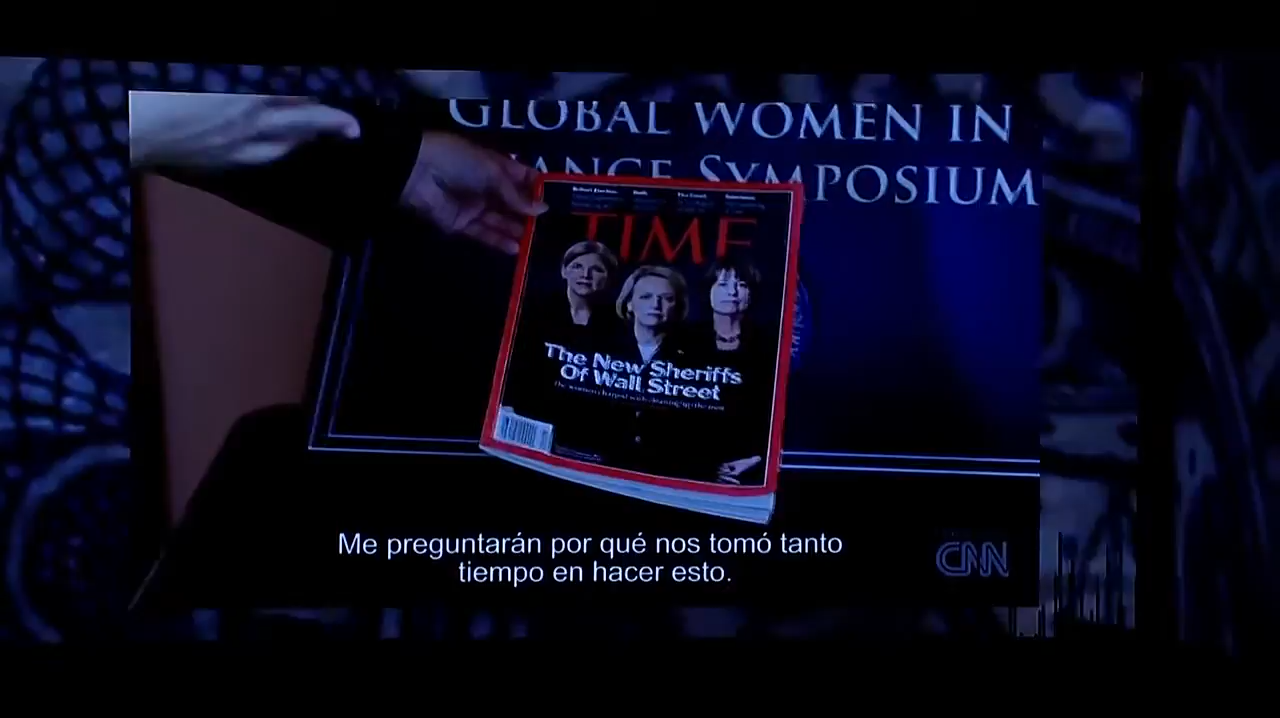 GLOBAL WOMEN IN
SYMPOSIUM
TIME
The New Sheriffs
Of Wall Street
Me preguntarán por qué nos tomó tanto
tiempo en hacer esto.
CNN